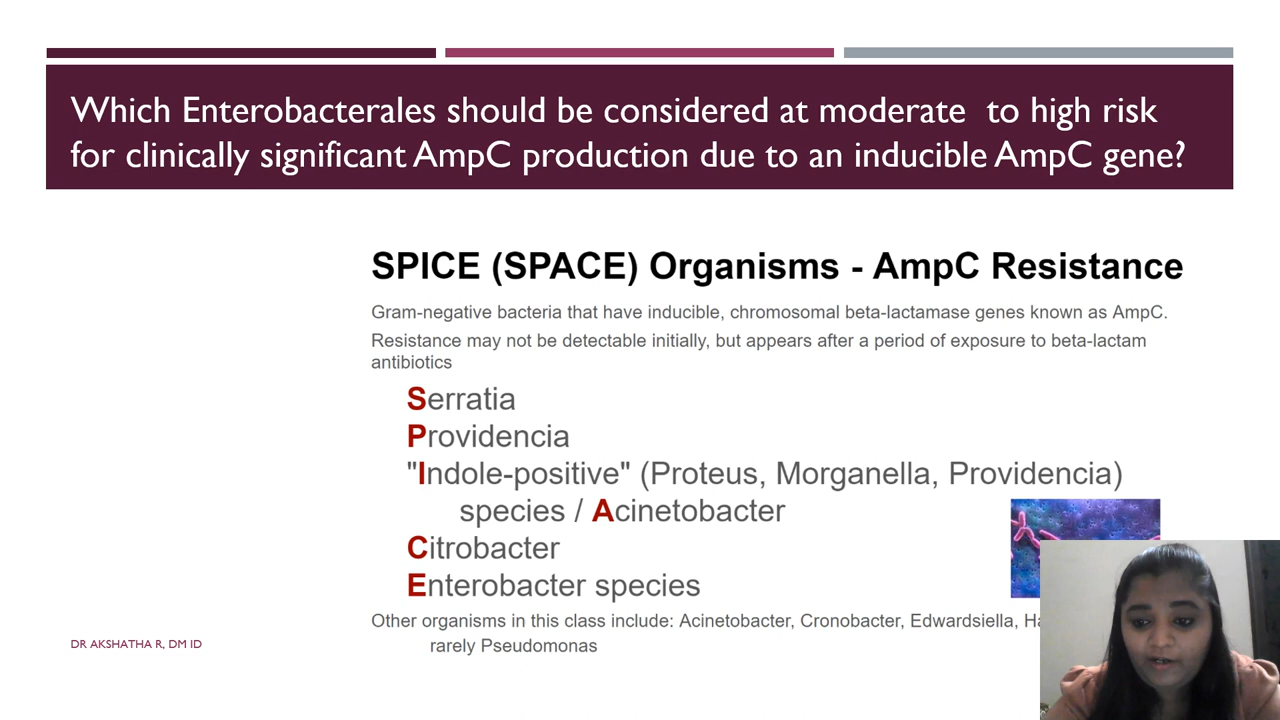 Which Enterobacterales should be considered at moderate to high risk
for clinically significant AmpC production due to an inducible AmpC gene?
SPICE (SPACE) Organisms - AmpC Resistance
Gram-negative bacteria that have inducible, chromosomal beta-lactamase genes known as AmpC.
Resistance may not be detectable initially, but appears after a period of exposure to beta-lactam
antibiotics
Serratia
Providencia
"Indole-positive" (Proteus, Morganella, Providencia)
species / Acinetobacter
Citrobacter
Enterobacter species
Other organisms in this class include: Acinetobacter, Cronobacter, Edwardsiella,
rarely Pseudomonas
DR AKSHATHA R, DM ID